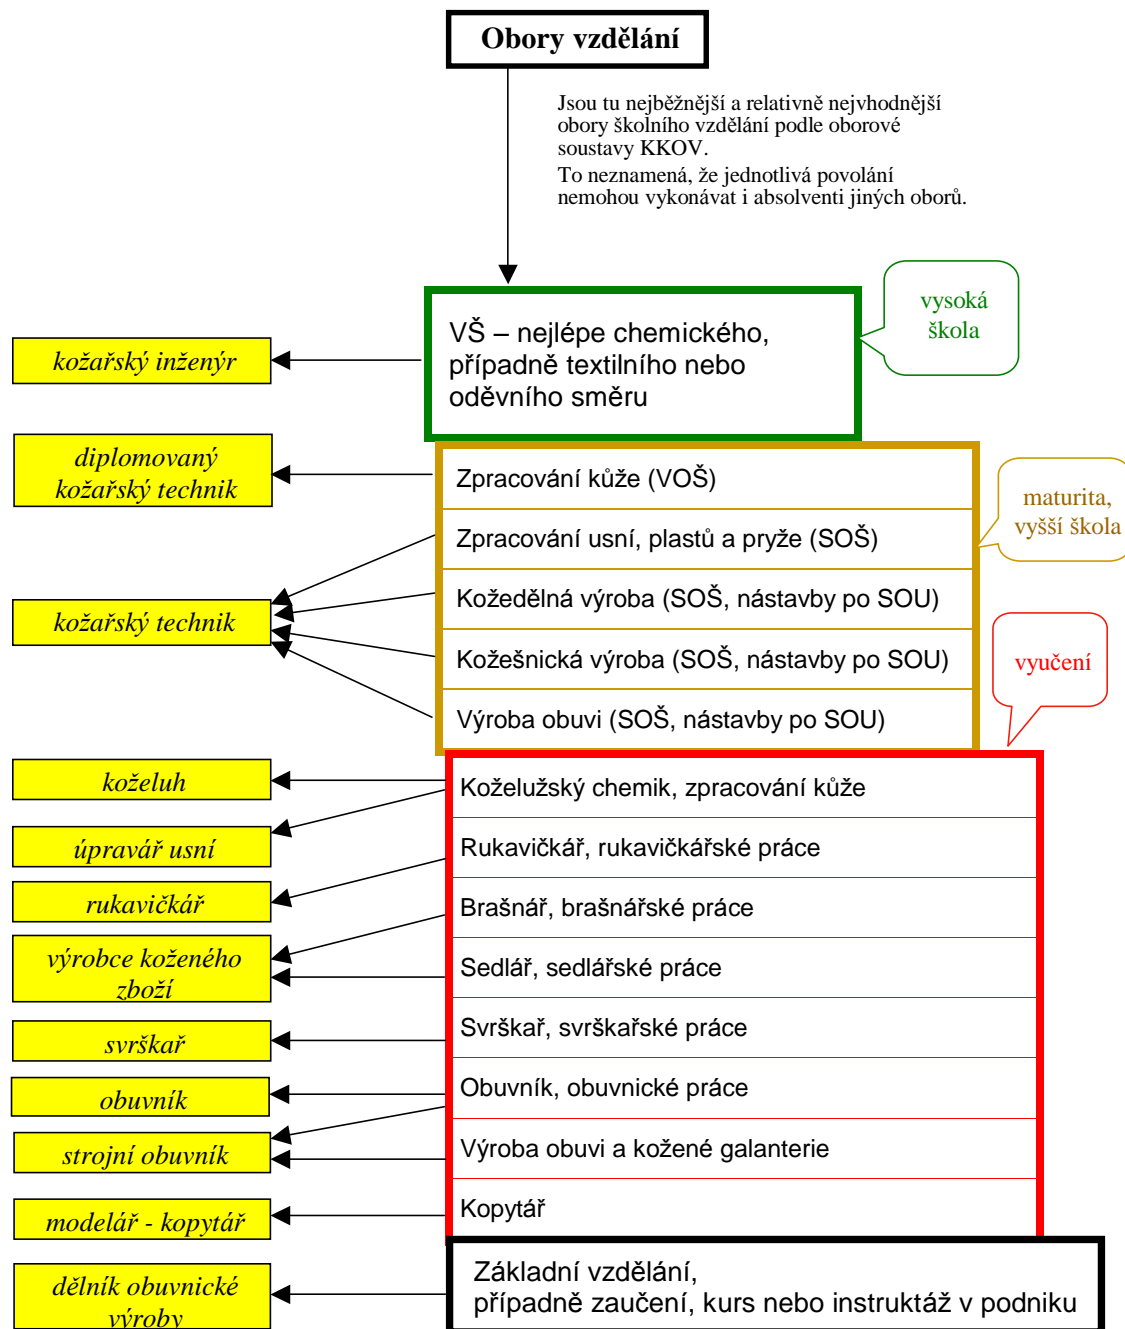 Obory vzdělání
Jsou tu nejběžnější a relativně nejvhodnější
obory školního vzdělání podle oborové
soustavy KKOV.
To neznamená, že jednotlivá povolání
nemohou vykonávat i absolventi jiných oborů.
vysoká
škola
VŠ – nejlépe chemického,
případně textilního nebo
oděvního směru
kožařský inženýr
diplomovaný
kožařský technik
Zpracování kůže (VOŠ)
maturita,
vyšší škola
Zpracování usní, plastů a pryže (SOŠ)
Kožedělná výroba (SOŠ, nástavby po SOU)
kožařský technik
Kožešnická výroba (SOŠ, nástavby po SOU)
vyučení
Výroba obuvi (SOŠ, nástavby po SOU)
koželuh
Koželužský chemik, zpracování kůže
úpravář usní
Rukavičkář, rukavičkářské práce
rukavičkář
Brašnář, brašnářské práce
výrobce koženého
zboží
Sedlář, sedlářské práce
svrškař
Svrškař, svrškařské práce
obuvník
Obuvník, obuvnické práce
strojní obuvník
Výroba obuvi a kožené galanterie
modelář - kopytář
Kopytář
dělník obuvnické
výroby
Základní vzdělání,
případně zaučení, kurs nebo instruktáž v podniku